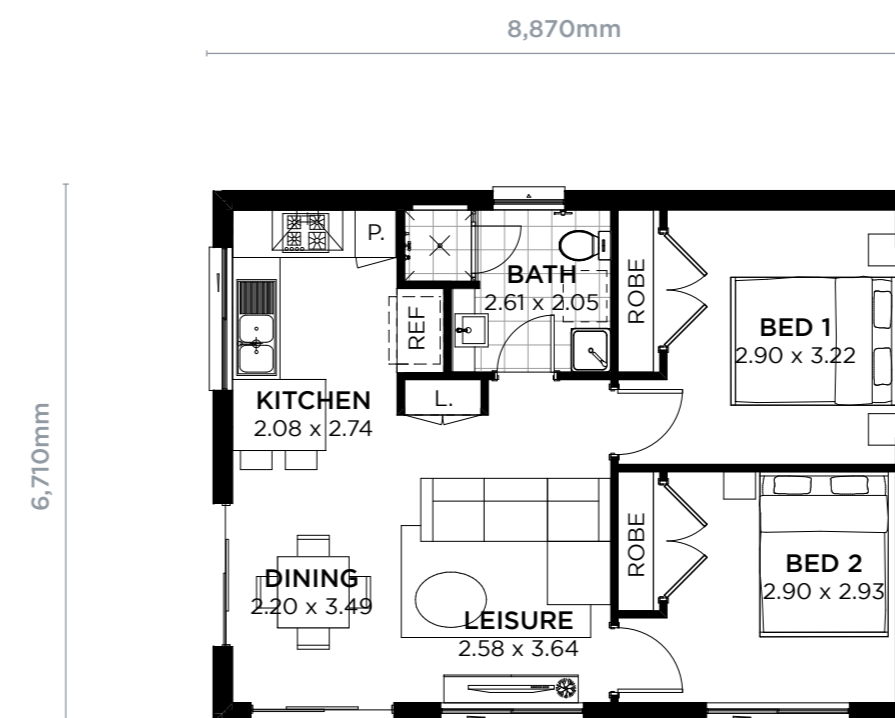 8,870mm
P.
BATH
2.61 x 2.05
ROBE
REF
BED 1
2.90 x 3.22
KITCHEN
2.08 x 2.74
L.
6,710mm
ROBE
BED 2
2.90 x 2.93
DINING
2.20 x 3.49
LEISURE
2.58 x 3.64